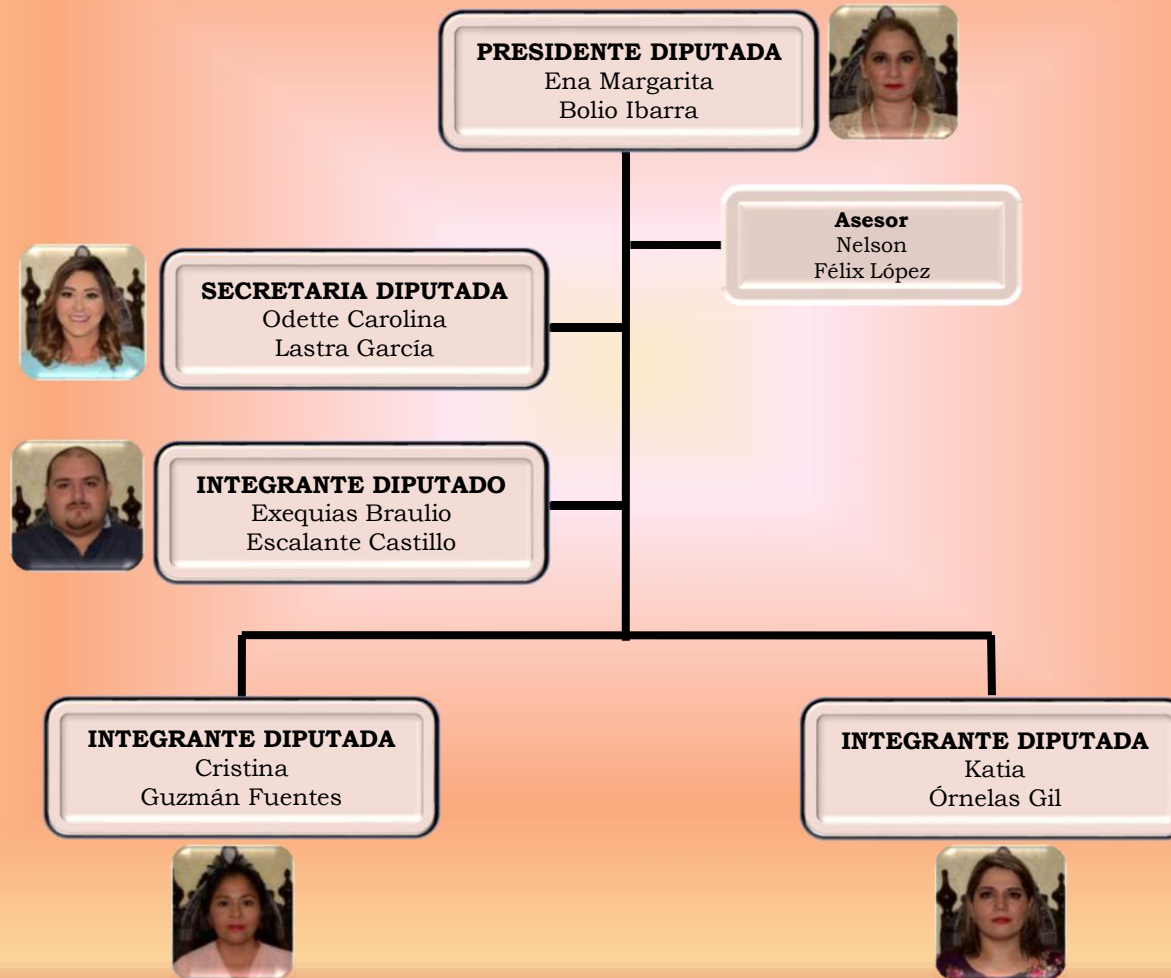 PRESIDENTE DIPUTADA
Ena Margarita
Bolio Ibarra
Asesor
Nelson
Félix López
SECRETARIA DIPUTADA
Odette Carolina
Lastra García
INTEGRANTE DIPUTADO
Exequias Braulio
Escalante Castillo
INTEGRANTE DIPUTADA
Cristina
Guzmán Fuentes
INTEGRANTE DIPUTADA
Katia
Órnelas Gil